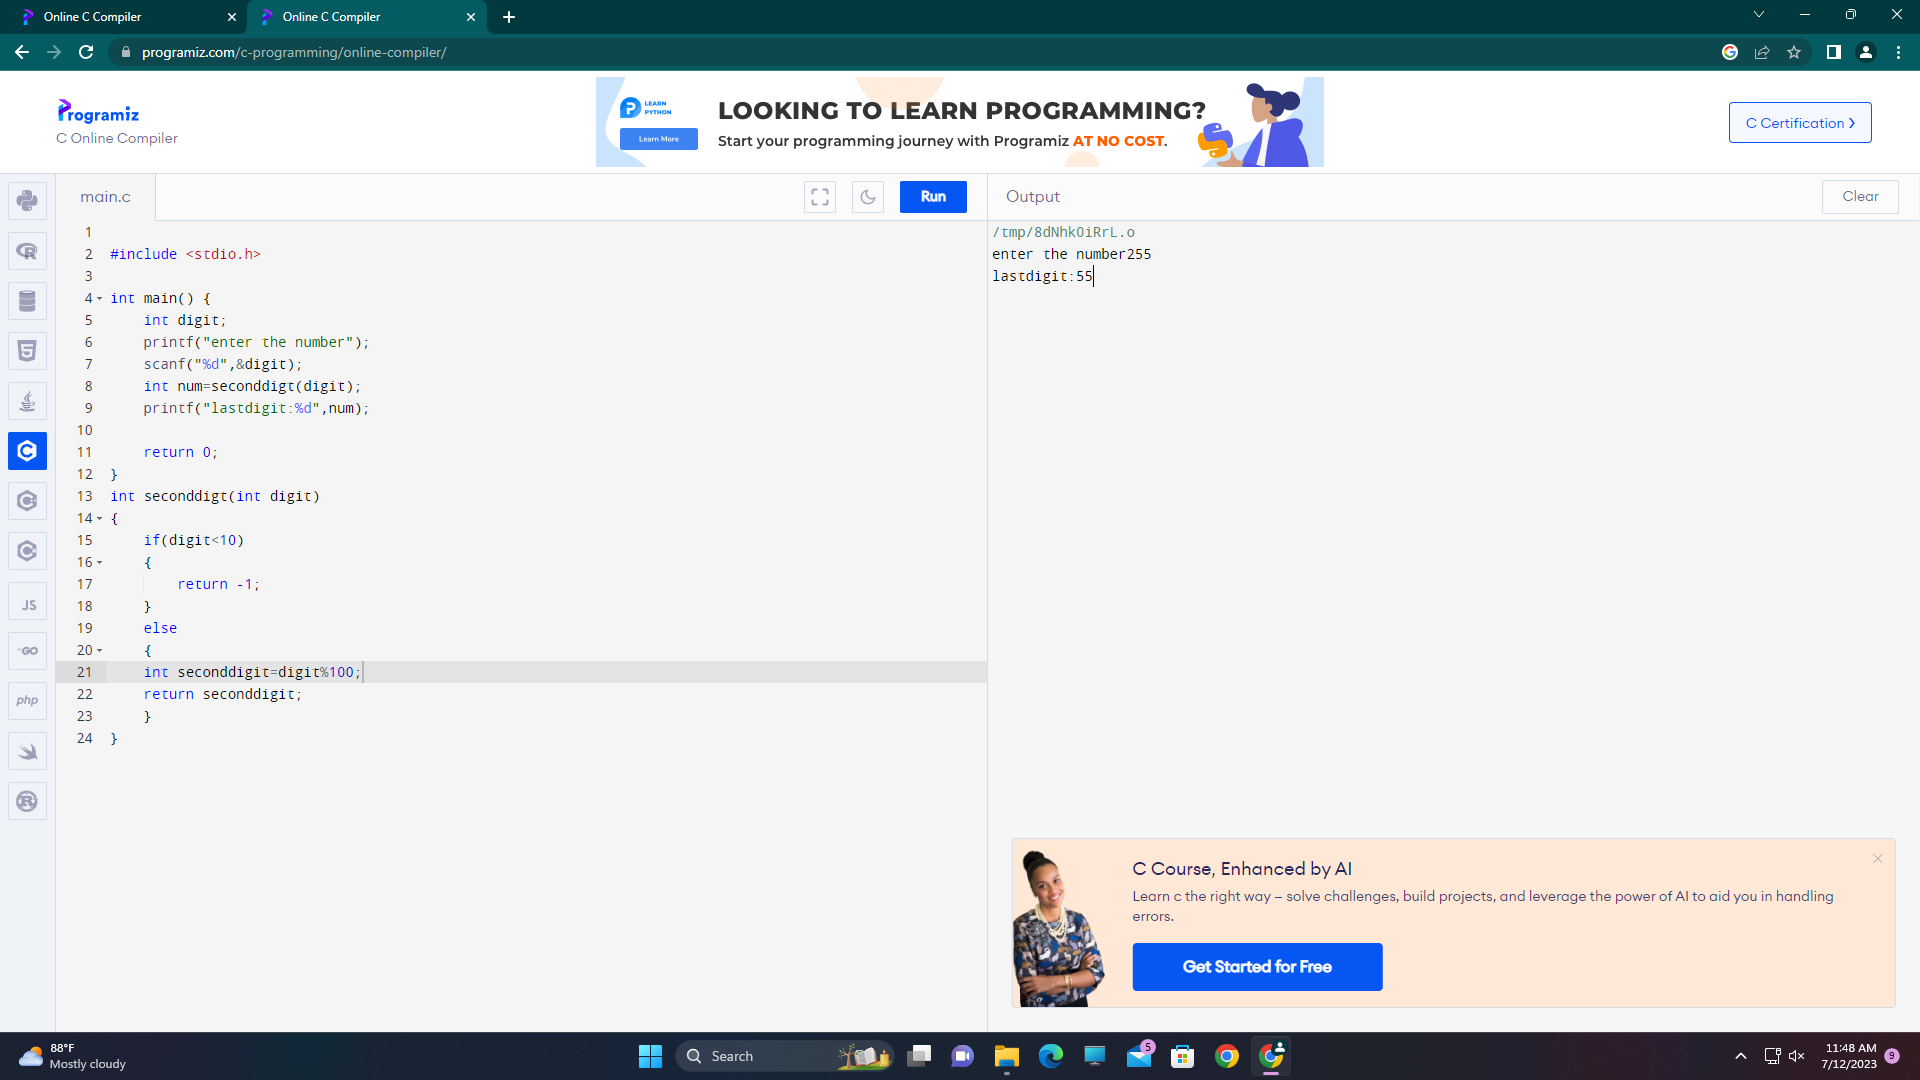 Online C Compiler
Online C Compiler
programiz.com/c-programming/online-compiler/
Programiz
C Online Compiler
LEARN
PYTHON
Learn More
LOOKING TO LEARN PROGRAMMING?
Start your programming journey with Programiz AT NO COST.
C Certification
main.c
Run
Output
Clear
1
2 #include <stdio.h>
3
4 int main() {
5 int digit;
6 printf("enter the number");
7 scanf("%d",&digit);
8 int num=seconddigt(digit);
9 printf("lastdigit:%d",num);
10
11 return 0;
12 }
13 int seconddigt(int digit)
14 {
15 if(digit<10)
16 {
17 return -1;
18 }
19 else
20 {
21 int seconddigit=digit%100;
22 return seconddigit;
23 }
24 }
/tmp/8dNhkOiRrL.o
enter the number255
lastdigit:55
JS
GO
php
C Course, Enhanced by AI
Learn c the right way – solve challenges, build projects, and leverage the power of AI to aid you in handling
errors.
Get Started for Free
88°F
Mostly cloudy
Search
5
11:48 AM
7/12/2023
9